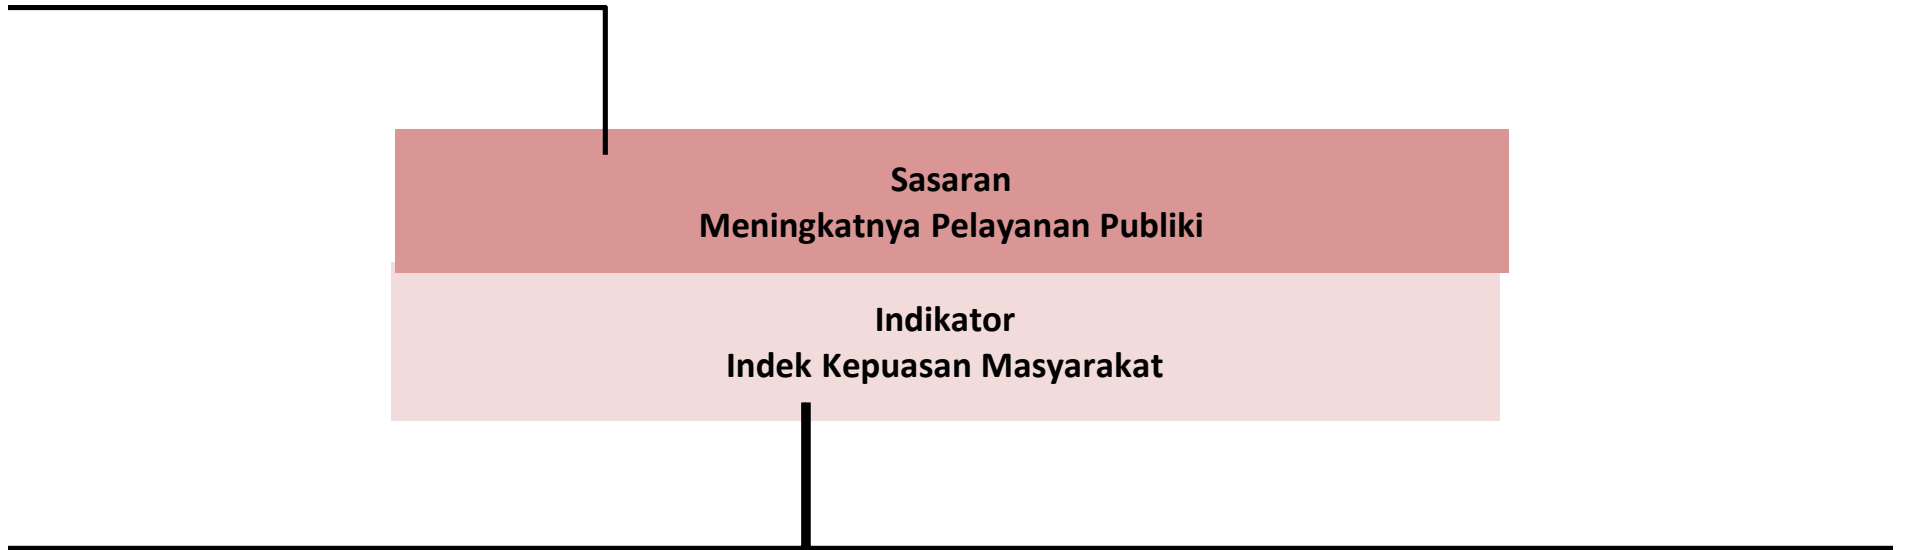 Sasaran
Meningkatnya Pelayanan Publiki
Indikator
Indek Kepuasan Masyarakat